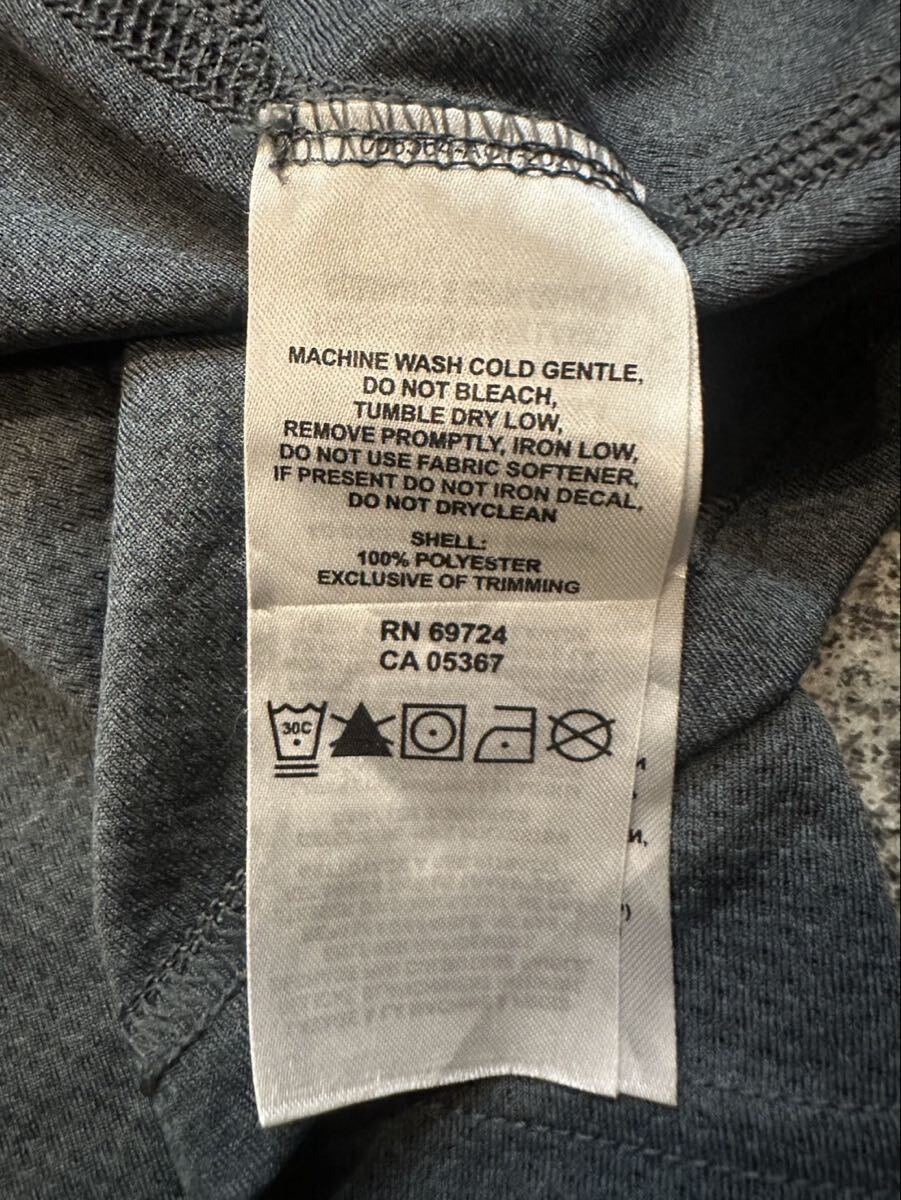 MACHINE WASH COLD GENTLE,
DO NOT BLEACH,
TUMBLE DRY LOW,
REMOVE PROMPTLY, IRON LOW,
DO NOT USE FABRIC SOFTENER,
IF PRESENT DO NOT IRON DECAL,
DO NOT DRYCLEAN
SHELL:
100% POLYESTER
EXCLUSIVE OF TRIMMING
RN 69724
CA 05367
30C